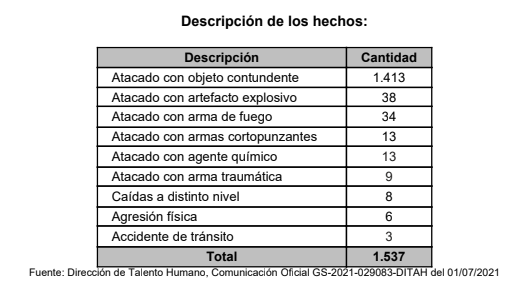 Descripción de los hechos:
Descripción Cantidad
Atacado con objeto contundente 1.413
Atacado con artefacto explosivo 38
Atacado con arma de fuego 34
Atacado con armas cortopunzantes 13
Atacado con agente químico 13
Atacado con arma traumática 9
Caídas a distinto nivel 8
Agresión física 6
Accidente de tránsito 3
Total 1.537
Fuente: Dirección de Talento Humano, Comunicación Oficial GS-2021-029083-DITAH del 01/07/2021